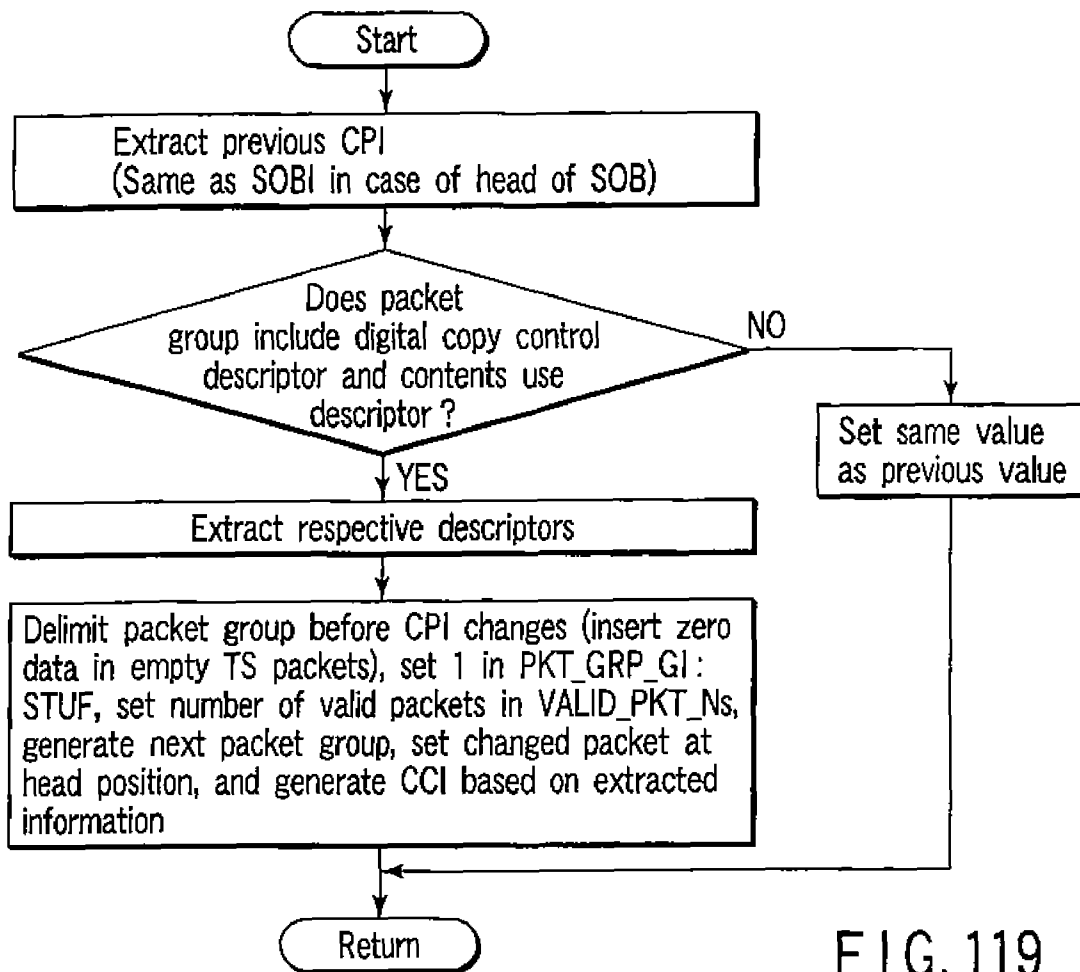 Start
Extract previous CPI
(Same as SOBI in case of head of SOB)
Does packet
group include digital copy control
descriptor and contents use
descriptor ?
NO
Set same value
as previous value
YES
Extract respective descriptors
Delimit packet group before CPI changes (insert zero
data in empty TS packets), set 1 in PKT_GRP_GI :
STUF, set number of valid packets in VALID_PKT_Ns,
generate next packet group, set changed packet at
head position, and generate CCI based on extracted
information
Return
FIG. 119